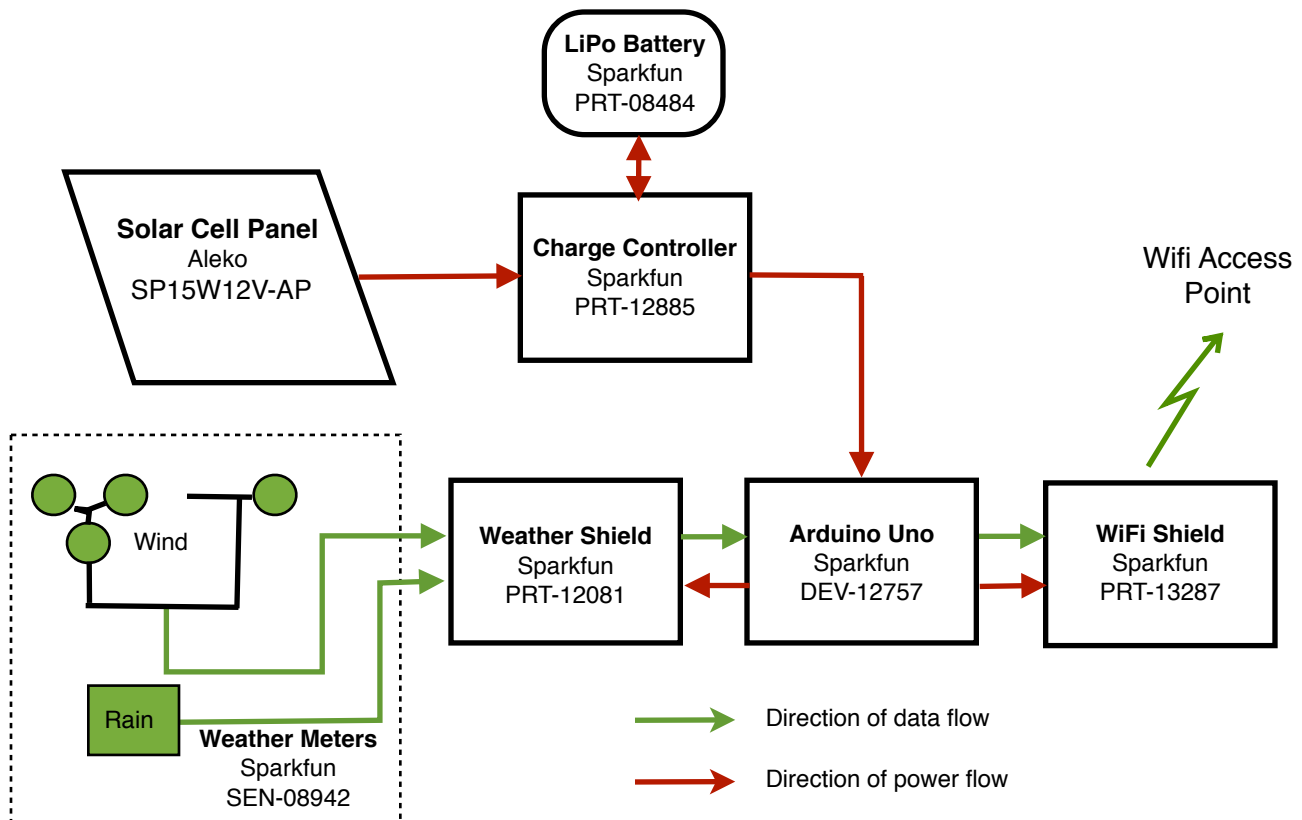 LiPo Battery
Sparkfun
PRT-08484
Solar Cell Panel
Aleko
SP15W12V-AP
Charge Controller
Sparkfun
PRT-12885
Wifi Access
Point
Wind
Rain
Weather Meters
Sparkfun
SEN-08942
Weather Shield
Sparkfun
PRT-12081
Arduino Uno
Sparkfun
DEV-12757
WiFi Shield
Sparkfun
PRT-13287
Direction of data flow
Direction of power flow